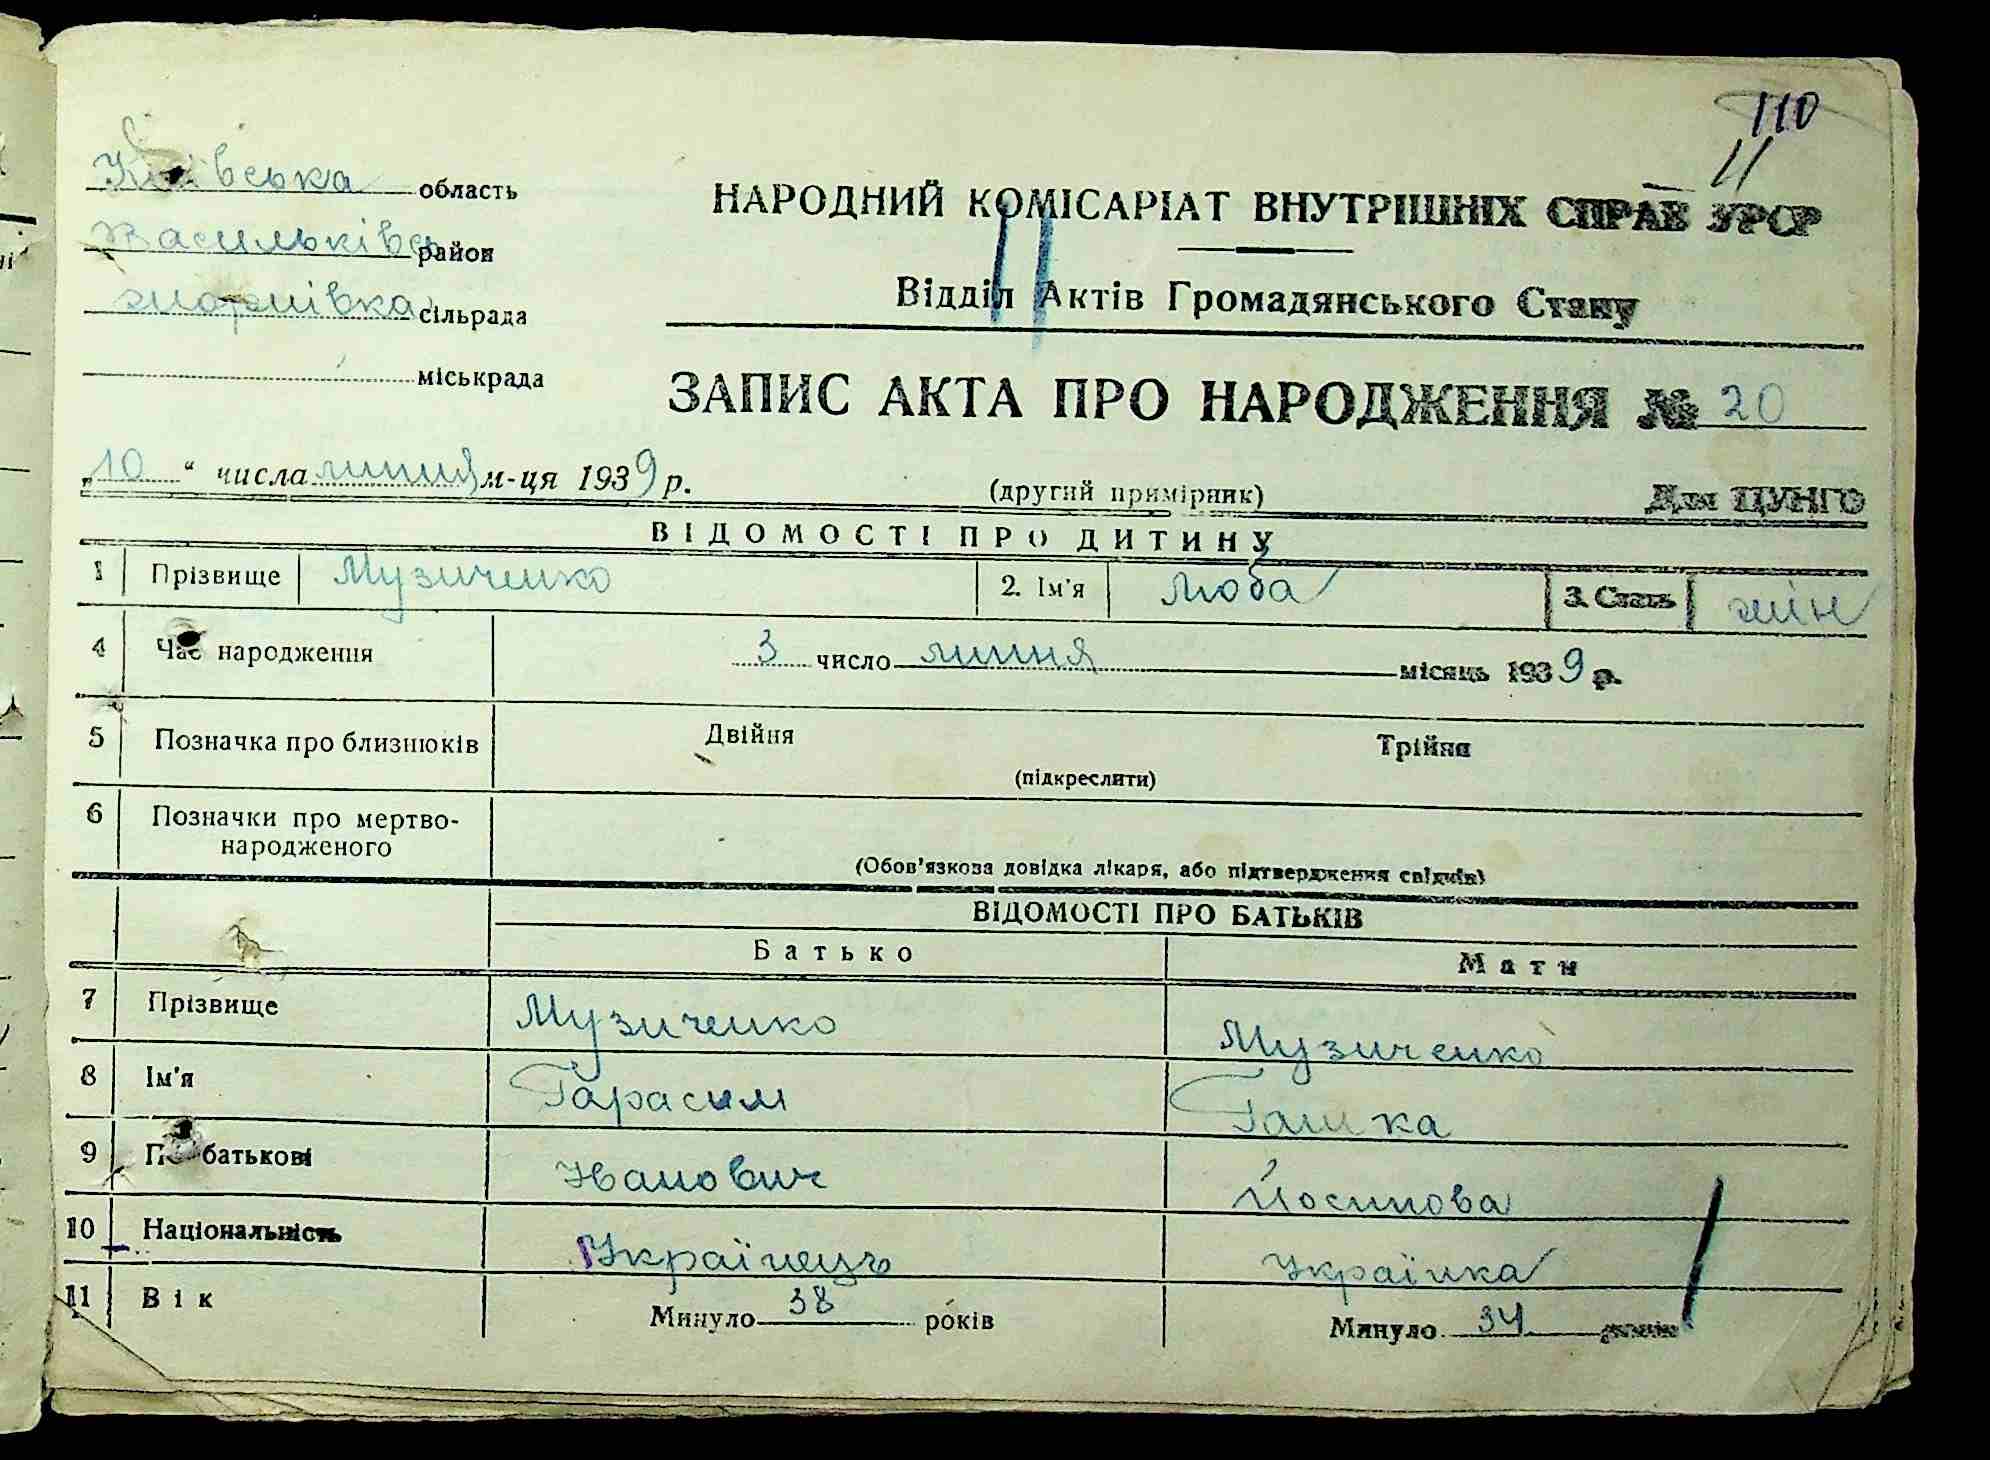 110
11
Київська область
Васильківсь район
сільрада
міськрада
НАРОДНИЙ КОМІСАРІАТ ВНУТРІШНІХ СПРАВ УРСР
Відділ Актів Громадянського Стану
ЗАПИС АКТА ПРО НАРОДЖЕННЯ № 20
„10“ числа липня м-ця 1939 р.
(другий примірник)
Для ЦУНГО
ВІДОМОСТІ ПРО ДИТИНУ
1 Прізвище Музиченко 2. Ім'я Люба 3. Стать жін
4 Час народження 3 число липня місяць 1939 р.
5 Позначка про близнюків Двійня Трійня
(підкреслити)
6 Позначки про мертво-
народженого
(Обов'язкова довідка лікаря, або підтвердження свідків)
ВІДОМОСТІ ПРО БАТЬКІВ
Батько Мати
7 Прізвище Музиченко Музиченко
8 Ім'я Гарасим Гашка
9 По батькові Іванович Йосипова
10 Національність Українець Українка
11 Вік Минуло 38 років Минуло 34 років